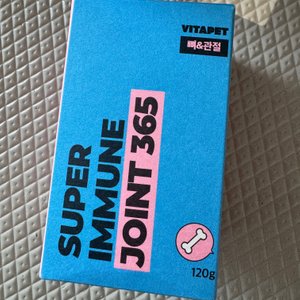 VITAPET
뼈&관절
SUPER
IMMUNE
JOINT 365
120g